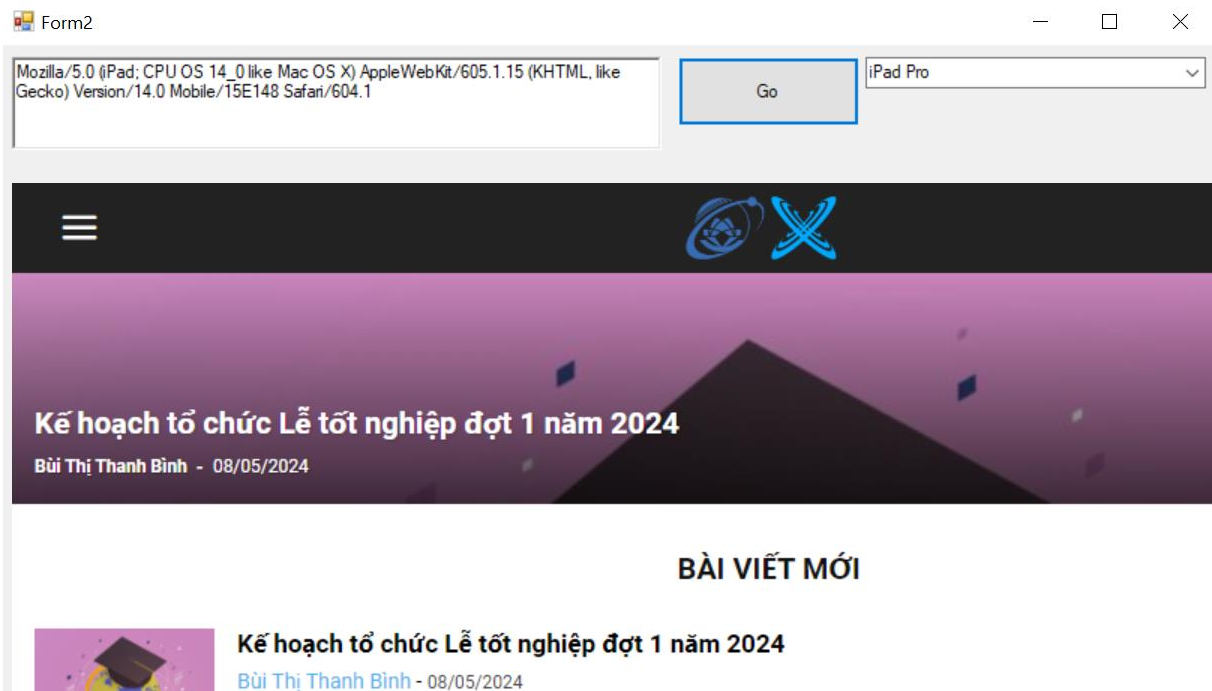 Form2
Mozilla/5.0 (iPad; CPU OS 14_0 like Mac OS X) AppleWebKit/605.1.15 (KHTML, like
Gecko) Version/14.0 Mobile/15E148 Safari/604.1
Go
iPad Pro
Kế hoạch tổ chức Lễ tốt nghiệp đợt 1 năm 2024
Bùi Thị Thanh Bình - 08/05/2024
BÀI VIẾT MỚI
Kế hoạch tổ chức Lễ tốt nghiệp đợt 1 năm 2024
Bùi Thị Thanh Bình - 08/05/2024